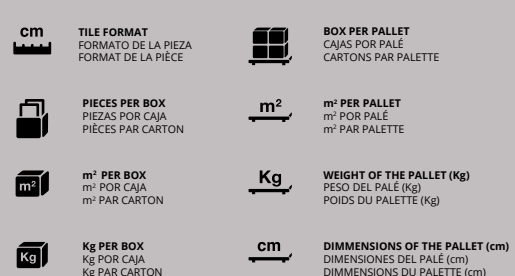 cm
TILE FORMAT
FORMATO DE LA PIEZA
FORMAT DE LA PIÈCE
PIECES PER BOX
PIEZAS POR CAJA
PIÈCES PAR CARTON
m²
m² PER BOX
m² POR CAJA
m² PAR CARTON
Kg
Kg PER BOX
Kg POR CAJA
Kg PAR CARTON
BOX PER PALLET
CAJAS POR PALÉ
CARTONS PAR PALETTE
m²
m² PER PALLET
m² POR PALÉ
m² PAR PALETTE
Kg
WEIGHT OF THE PALLET (Kg)
PESO DEL PALÉ (Kg)
POIDS DU PALETTE (Kg)
cm
DIMMENSIONS OF THE PALLET (cm)
DIMENSIONES DEL PALÉ (cm)
DIMMENSIONS DU PALETTE (cm)